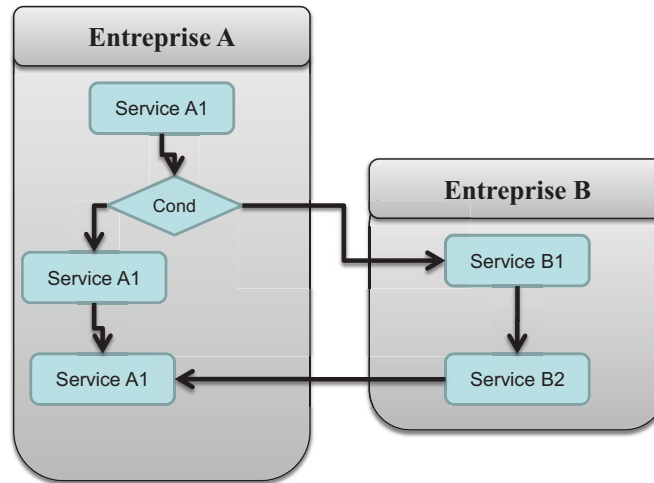 Entreprise A
Service A1
Cond
Service A1
Service A1
Entreprise B
Service B1
Service B2